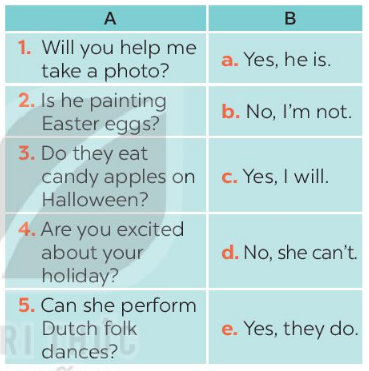 A
B
1. Will you help me
take a photo?
a. Yes, he is.
2. Is he painting
Easter eggs?
b. No, I'm not.
3. Do they eat
candy apples on
Halloween?
c. Yes, I will.
4. Are you excited
about your
holiday?
d. No, she can't.
5. Can she perform
Dutch folk
dances?
e. Yes, they do.